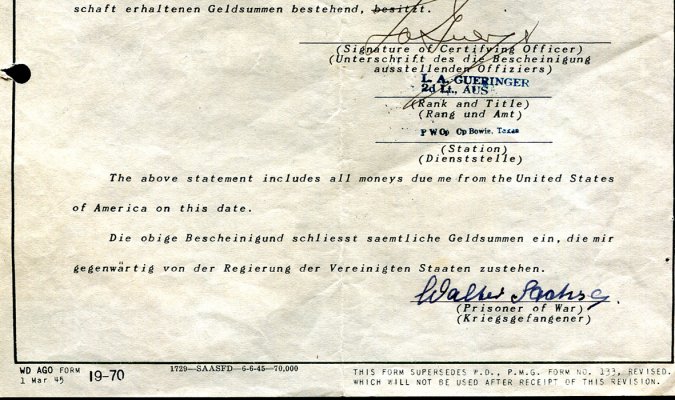 schaft erhaltenen Geldsummen bestehend, besitzt.
(Signature of Certifying Officer)
(Unterschrift des die Bescheinigung
ausstellenden Offiziers)
L. A. GUERINGER
2d Lt., AUS
(Rank and Title)
(Rang und Amt)
PW Op Cp Bowie, Texas
(Station)
(Dienststelle)
The above statement includes all moneys due me from the United States
of America on this date.
Die obige Bescheinigund schliesst saemtliche Geldsummen ein, die mir
gegenwärtig von der Regierung der Vereinigten Staaten zustehen.
Walter Sachse.
(Prisoner of War)
(Kriegsgefangener)
WD AGO FORM 19-70
1 Mar 45
1729—SAASFD—6-6-45—70,000
THIS FORM SUPERSEDES W.D., P.M.G. FORM NO. 133, REVISED.
WHICH WILL NOT BE USED AFTER RECEIPT OF THIS REVISION.